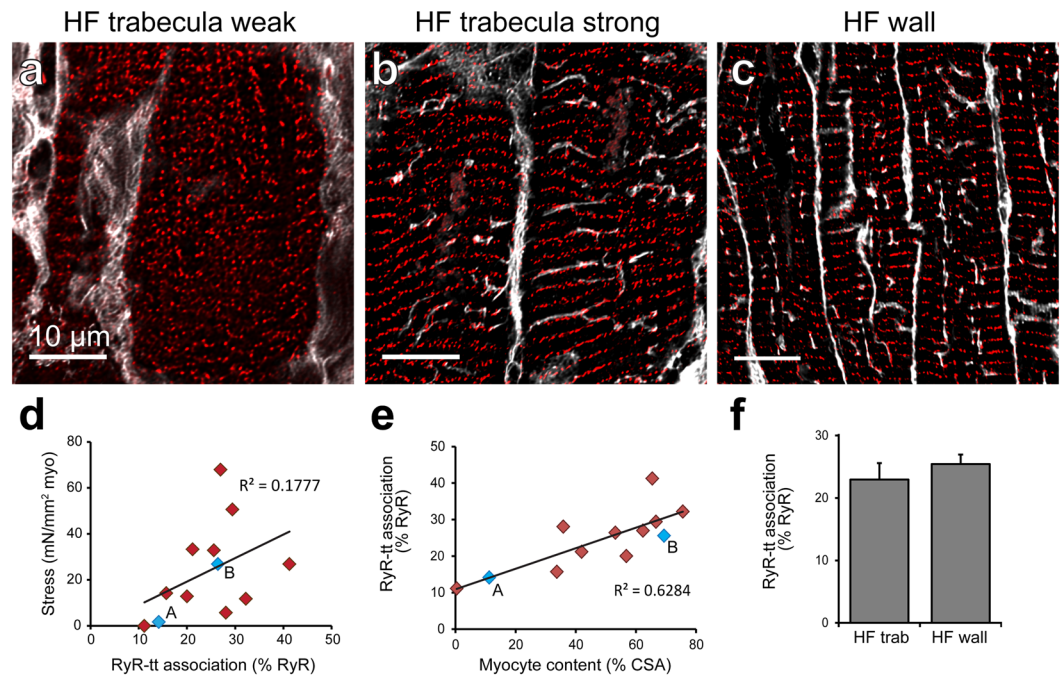 HF trabecula weak
HF trabecula strong
HF wall
a
b
c
10 µm
d
e
f
80
60
40
20
0
Stress (mN/mm² myo)
R² = 0.1777
A
B
0 10 20 30 40 50
RyR-tt association (% RyR)
50
40
30
20
10
0
RyR-tt association
(% RyR)
A
B
R² = 0.6284
0 20 40 60 80
Myocyte content (% CSA)
30
20
10
0
RyR-tt association
(% RyR)
HF trab
HF wall